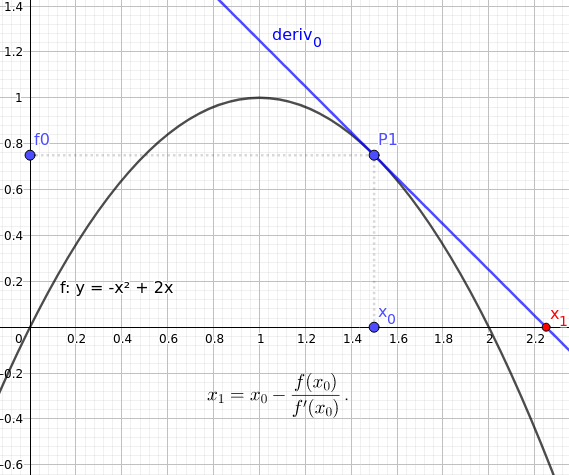 1.4
deriv₀
1.2
1
f0
P1
0.8
0.6
0.4
f: y = -x² + 2x
0.2
x₀
x₁
0 0.2 0.4 0.6 0.8 1 1.2 1.4 1.6 1.8 2 2.2
-0.2
x₁ = x₀ − f(x₀) / f′(x₀) .
-0.4
-0.6